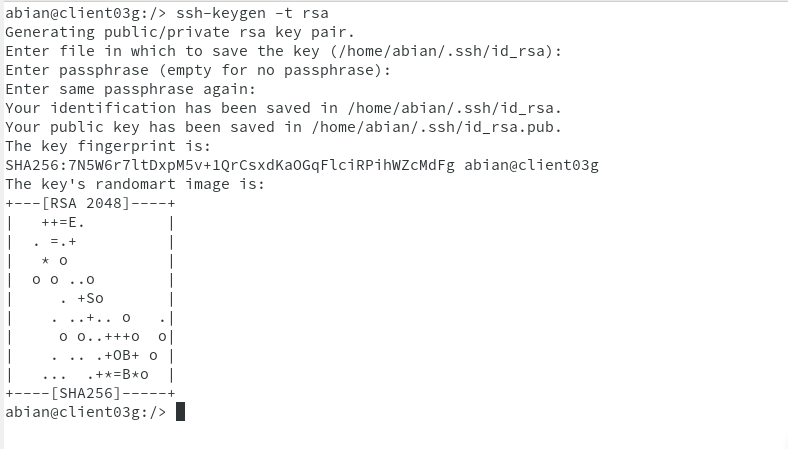 abian@client03g:/> ssh-keygen -t rsa
Generating public/private rsa key pair.
Enter file in which to save the key (/home/abian/.ssh/id_rsa):
Enter passphrase (empty for no passphrase):
Enter same passphrase again:
Your identification has been saved in /home/abian/.ssh/id_rsa.
Your public key has been saved in /home/abian/.ssh/id_rsa.pub.
The key fingerprint is:
SHA256:7N5W6r7ltDxpM5v+1QrCsxdKaOGqFlciRPihWZcMdFg abian@client03g
The key's randomart image is:
+---[RSA 2048]----+
|   ++=E.         |
|  . =.+          |
|   * o           |
|  o o ..o        |
|     . +So       |
|    . ..+.. o   .|
|     o o..+++o  o|
|    . .. .+OB+ o |
|   ...  .+*=B*o  |
+----[SHA256]-----+
abian@client03g:/>